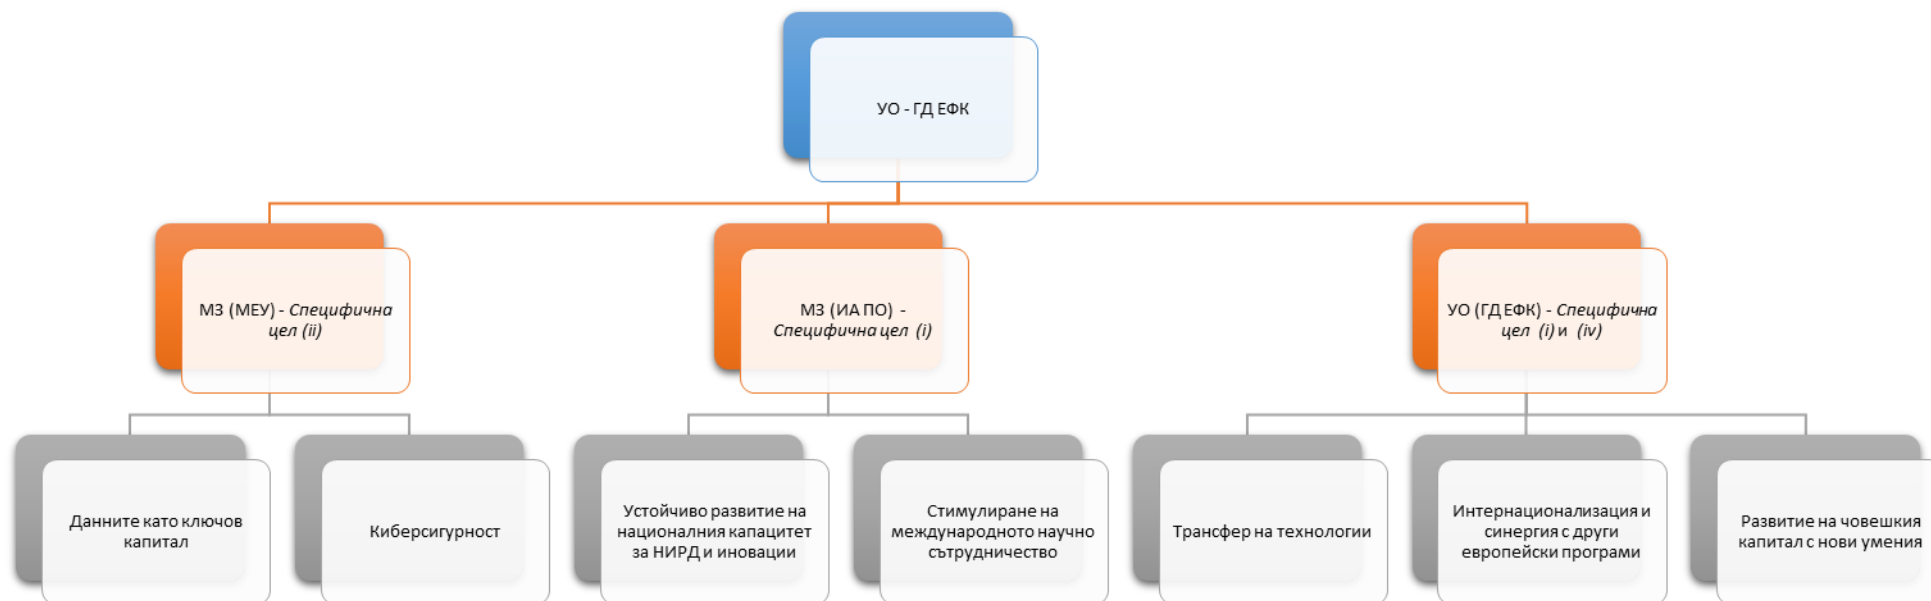 УО - ГД ЕФК
МЗ (МЕУ) - Специфична
цел (ii)
МЗ (ИА ПО) -
Специфична цел (i)
УО (ГД ЕФК) - Специфична
цел (i) и (iv)
Данните като ключов
капитал
Киберсигурност
Устойчиво развитие на
националния капацитет
за НИРД и иновации
Стимулиране на
международното научно
сътрудничество
Трансфер на технологии
Интернационализация и
синергия с други
европейски програми
Развитие на човешкия
капитал с нови умения